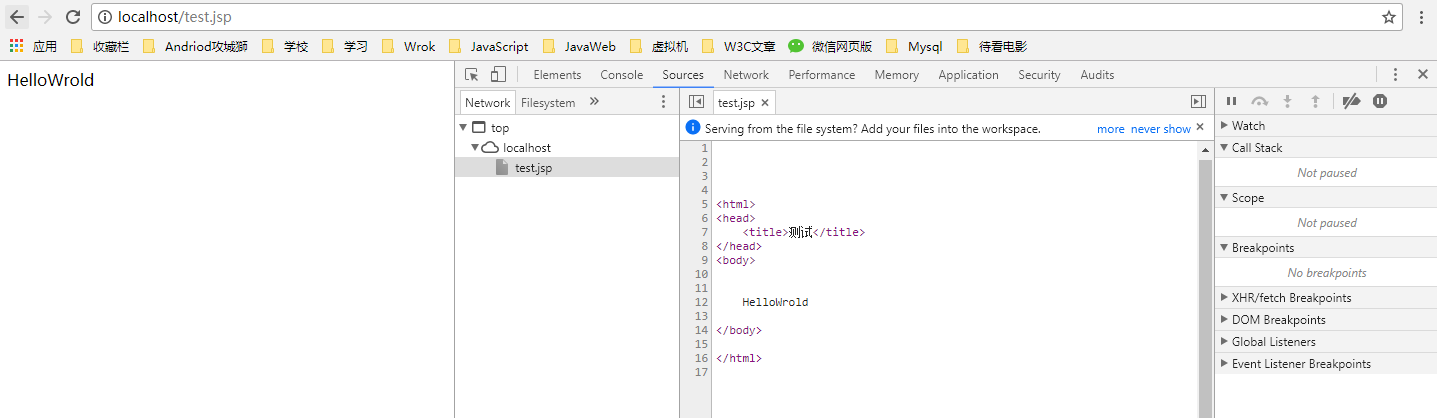 localhost/test.jsp
应用 收藏栏 Andriod攻城狮 学校 学习 Wrok JavaScript JavaWeb 虚拟机 W3C文章 微信网页版 Mysql 待看电影
HelloWrold
Elements Console Sources Network Performance Memory Application Security Audits
Network Filesystem »
test.jsp ×
top
localhost
test.jsp
Serving from the file system? Add your files into the workspace. more never show ×
1
2
3
4
5 <html>
6 <head>
7 <title>测试</title>
8 </head>
9 <body>
10
11
12 HelloWrold
13
14 </body>
15
16 </html>
17
Watch
Call Stack
Not paused
Scope
Not paused
Breakpoints
No breakpoints
XHR/fetch Breakpoints
DOM Breakpoints
Global Listeners
Event Listener Breakpoints